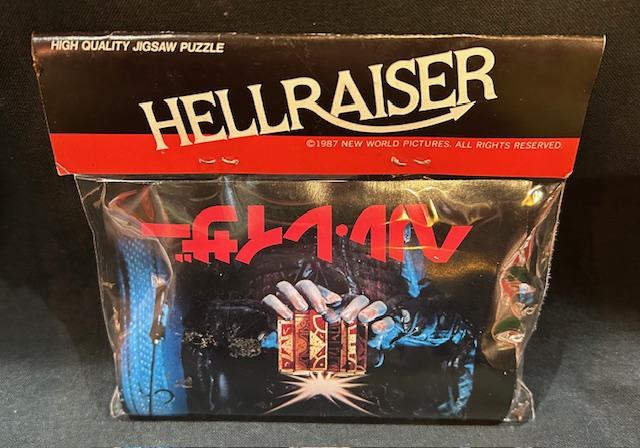 HIGH QUALITY JIGSAW PUZZLE
HELLRAISER
©1987 NEW WORLD PICTURES. ALL RIGHTS RESERVED.
ヘル・レイザー